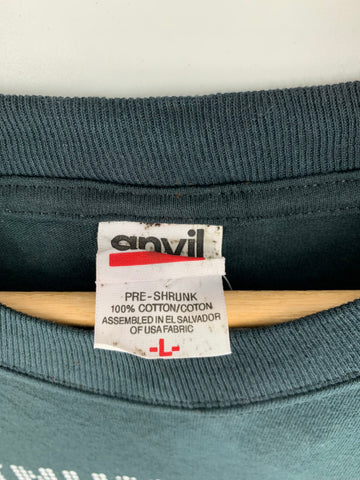 anvil
PRE-SHRUNK
100% COTTON/COTON
ASSEMBLED IN EL SALVADOR
OF USA FABRIC
-L-